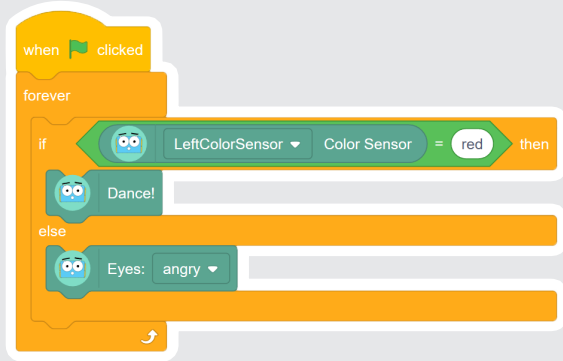 when clicked
forever
if LeftColorSensor Color Sensor = red then
Dance!
else
Eyes: angry